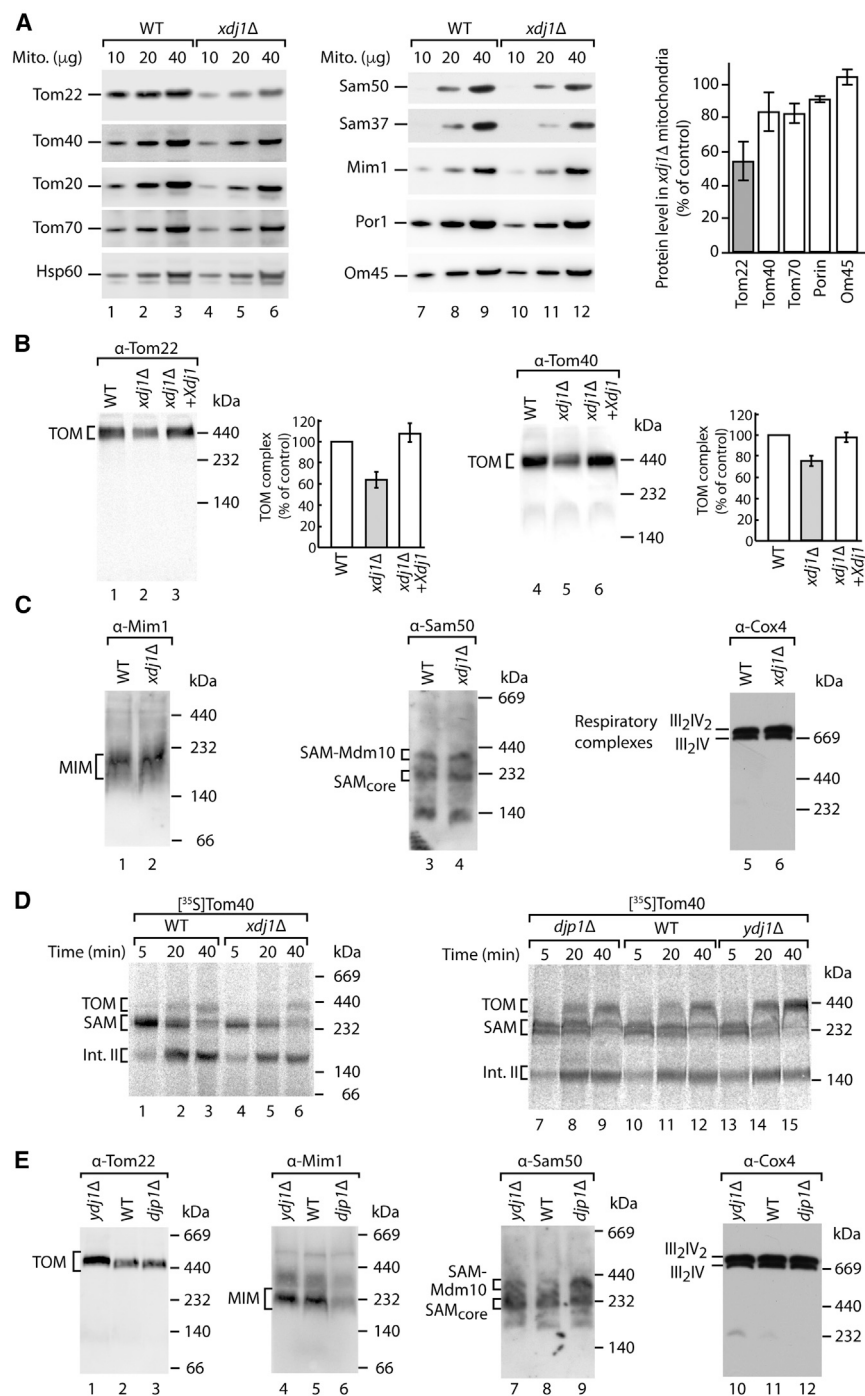 A
WT xdj1Δ
Mito. (μg) 10 20 40 10 20 40
Tom22
Tom40
Tom20
Tom70
Hsp60
1 2 3 4 5 6
WT xdj1Δ
Mito. (μg) 10 20 40 10 20 40
Sam50
Sam37
Mim1
Por1
Om45
7 8 9 10 11 12
Protein level in xdj1Δ mitochondria
(% of control)
100
80
60
40
20
0
Tom22
Tom40
Tom70
Porin
Om45
B
α-Tom22
WT
xdj1Δ
xdj1Δ
+Xdj1
kDa
TOM
440
232
140
1 2 3
TOM complex
(% of control)
120
100
80
60
40
20
0
WT
xdj1Δ
xdj1Δ
+Xdj1
α-Tom40
WT
xdj1Δ
xdj1Δ
+Xdj1
kDa
TOM
440
232
140
4 5 6
TOM complex
(% of control)
120
100
80
60
40
20
0
WT
xdj1Δ
xdj1Δ
+Xdj1
C
α-Mim1
WT
xdj1Δ
kDa
440
232
MIM
140
66
1 2
α-Sam50
WT
xdj1Δ
kDa
669
SAM-Mdm10
440
SAMcore
232
140
3 4
α-Cox4
WT
xdj1Δ
kDa
Respiratory
complexes
III2IV2
III2IV
669
440
232
5 6
D
[35S]Tom40
WT xdj1Δ
Time (min) 5 20 40 5 20 40 kDa
669
TOM
440
SAM
232
Int. II
140
66
1 2 3 4 5 6
[35S]Tom40
djp1Δ WT ydj1Δ
Time (min) 5 20 40 5 20 40 5 20 40
kDa
TOM
440
SAM
232
Int. II
140
7 8 9 10 11 12 13 14 15
E
α-Tom22
ydj1Δ
WT
djp1Δ
kDa
669
TOM
440
232
140
66
1 2 3
α-Mim1
ydj1Δ
WT
djp1Δ
kDa
669
440
MIM
232
140
66
4 5 6
α-Sam50
ydj1Δ
WT
djp1Δ
kDa
669
SAM-
Mdm10
440
SAMcore
232
140
7 8 9
α-Cox4
ydj1Δ
WT
djp1Δ
kDa
III2IV2
III2IV
669
440
232
10 11 12